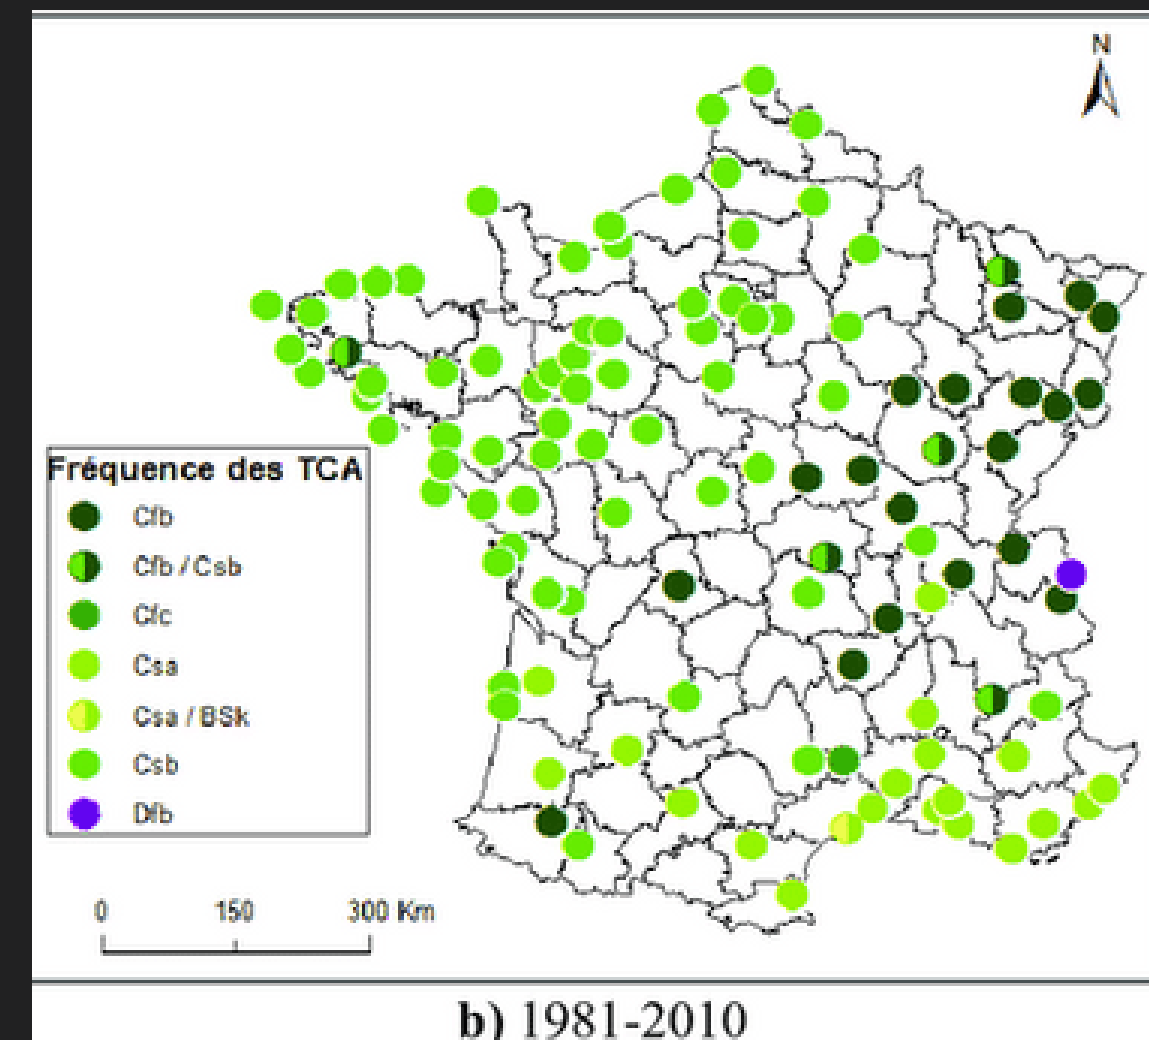 N
Fréquence des TCA
Cfb
Cfb / Csb
Cfc
Csa
Csa / BSk
Csb
Dfb
0 150 300 Km
b) 1981-2010